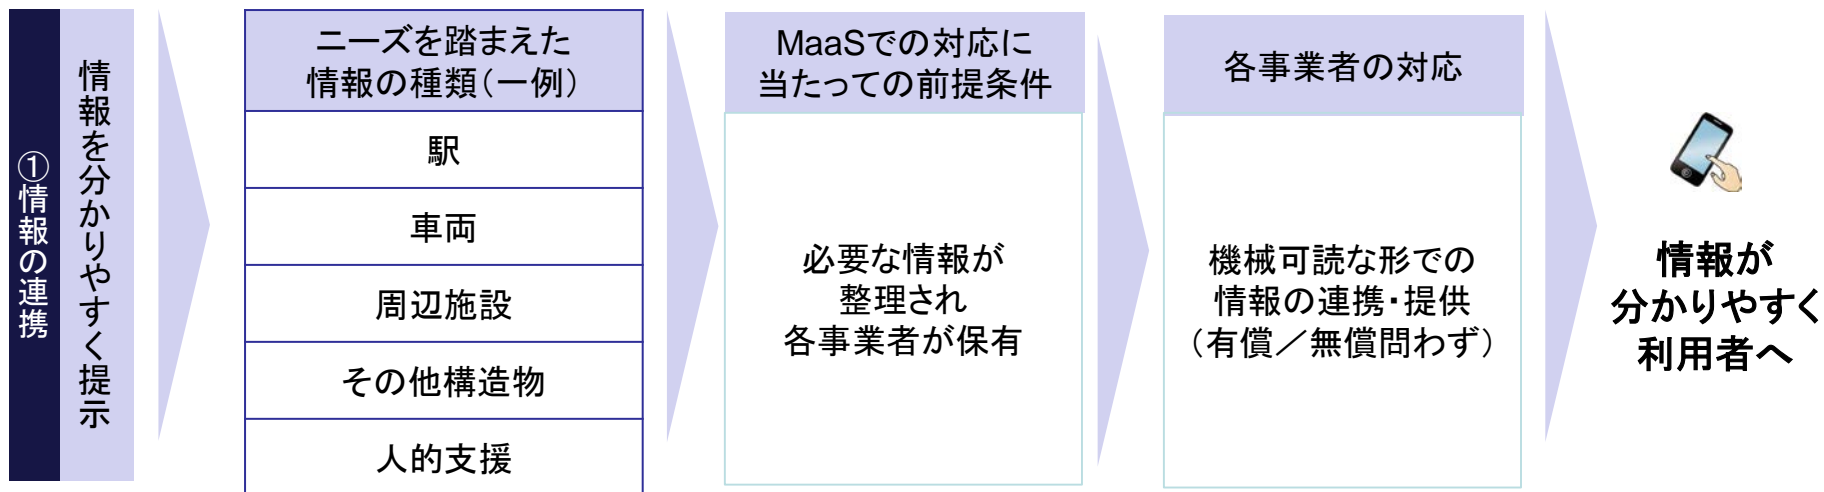 ①情報の連携
情報を分かりやすく提示
ニーズを踏まえた
情報の種類（一例）
駅
車両
周辺施設
その他構造物
人的支援
MaaSでの対応に
当たっての前提条件
必要な情報が
整理され
各事業者が保有
各事業者の対応
機械可読な形での
情報の連携・提供
（有償／無償問わず）
情報が
分かりやすく
利用者へ